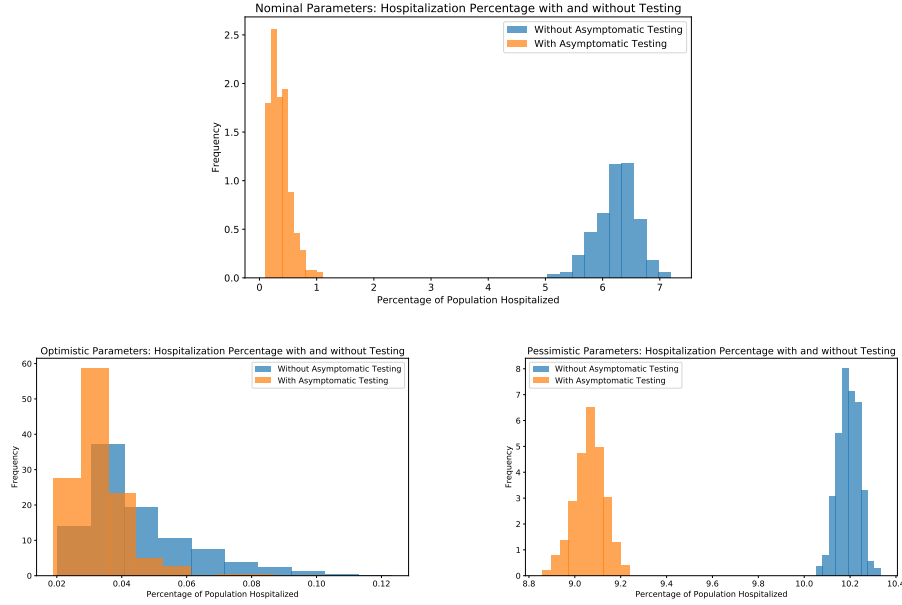 Nominal Parameters: Hospitalization Percentage with and without Testing
Without Asymptomatic Testing
With Asymptomatic Testing
Frequency
2.5
2.0
1.5
1.0
0.5
0.0
0 1 2 3 4 5 6 7
Percentage of Population Hospitalized
Optimistic Parameters: Hospitalization Percentage with and without Testing
Without Asymptomatic Testing
With Asymptomatic Testing
Frequency
60
50
40
30
20
10
0
0.02 0.04 0.06 0.08 0.10 0.12
Percentage of Population Hospitalized
Pessimistic Parameters: Hospitalization Percentage with and without Testing
Without Asymptomatic Testing
With Asymptomatic Testing
Frequency
8
7
6
5
4
3
2
1
0
8.8 9.0 9.2 9.4 9.6 9.8 10.0 10.2 10.4
Percentage of Population Hospitalized